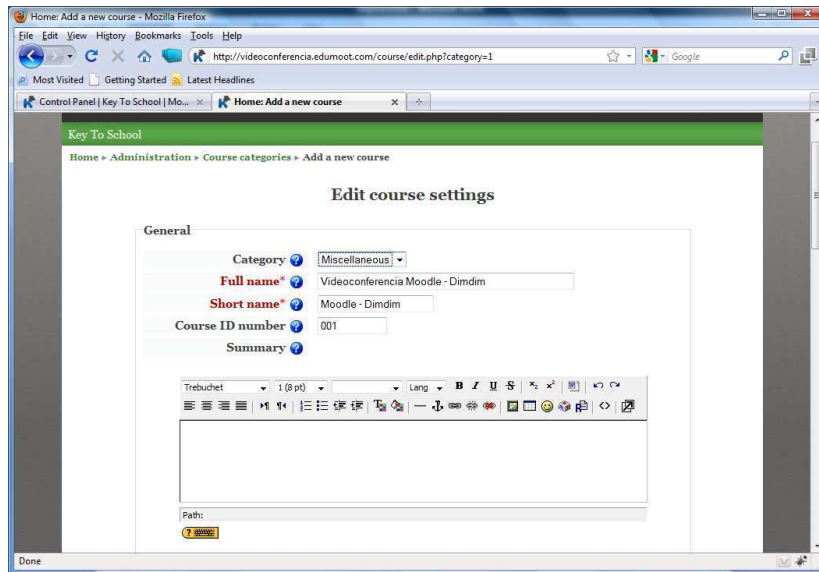 Home: Add a new course - Mozilla Firefox
File Edit View History Bookmarks Tools Help
http://videoconferencia.edumoot.com/course/edit.php?category=1
Google
Most Visited Getting Started Latest Headlines
Control Panel | Key To School | Mo... Home: Add a new course
Key To School
Home ► Administration ► Course categories ► Add a new course
Edit course settings
General
Category Miscellaneous
Full name* Videoconferencia Moodle - Dimdim
Short name* Moodle - Dimdim
Course ID number 001
Summary
Trebuchet 1 (8 pt) Lang B I U S x₂ x²
Path:
Done